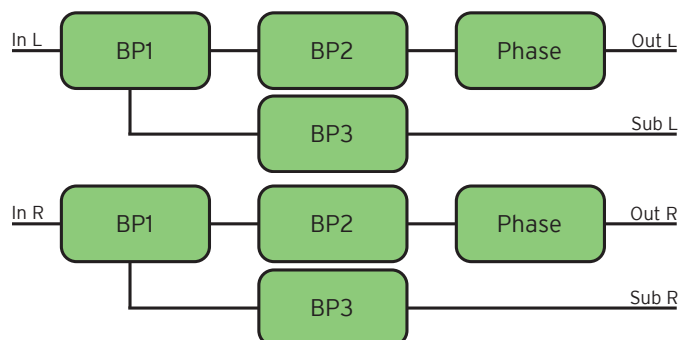 In L BP1 BP2 Phase Out L
BP3 Sub L
In R BP1 BP2 Phase Out R
BP3 Sub R